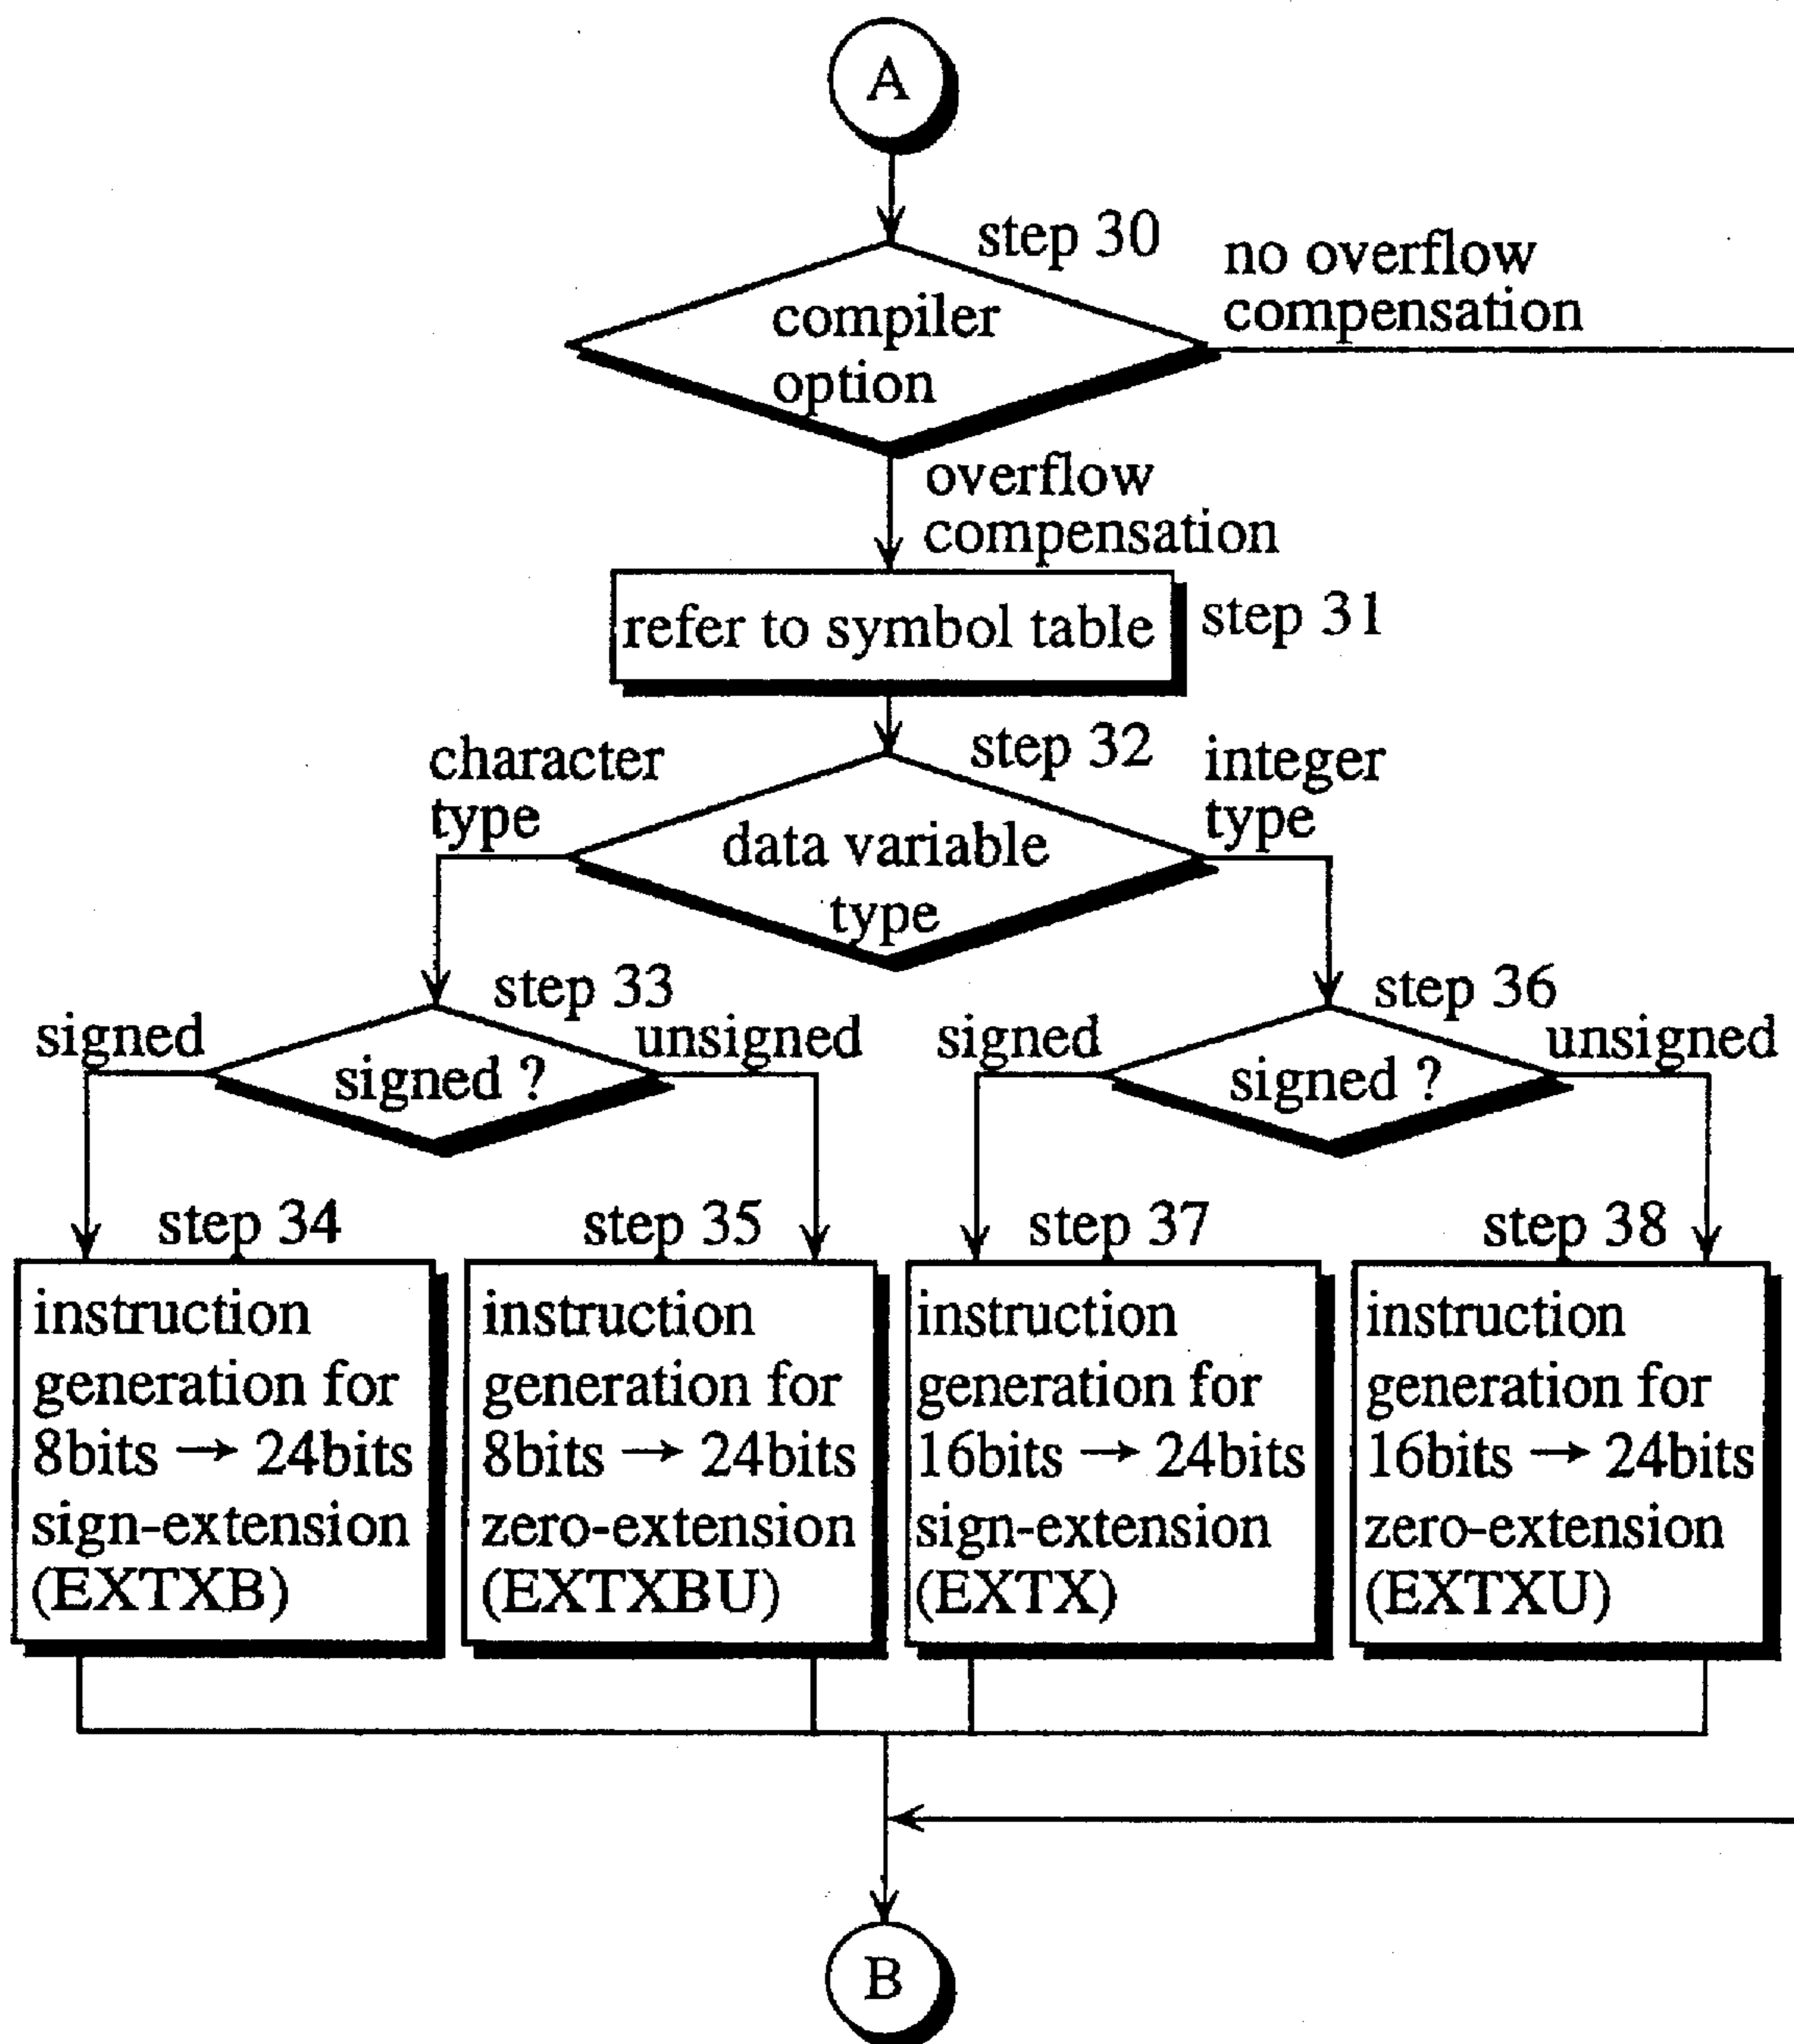 A
step 30
no overflow
compensation
compiler
option
overflow
compensation
refer to symbol table
step 31
step 32
character
type
integer
type
data variable
type
step 33
signed
unsigned
signed ?
step 36
signed
unsigned
signed ?
step 34
instruction
generation for
8bits → 24bits
sign-extension
(EXTXB)
step 35
instruction
generation for
8bits → 24bits
zero-extension
(EXTXBU)
step 37
instruction
generation for
16bits → 24bits
sign-extension
(EXTX)
step 38
instruction
generation for
16bits → 24bits
zero-extension
(EXTXU)
B